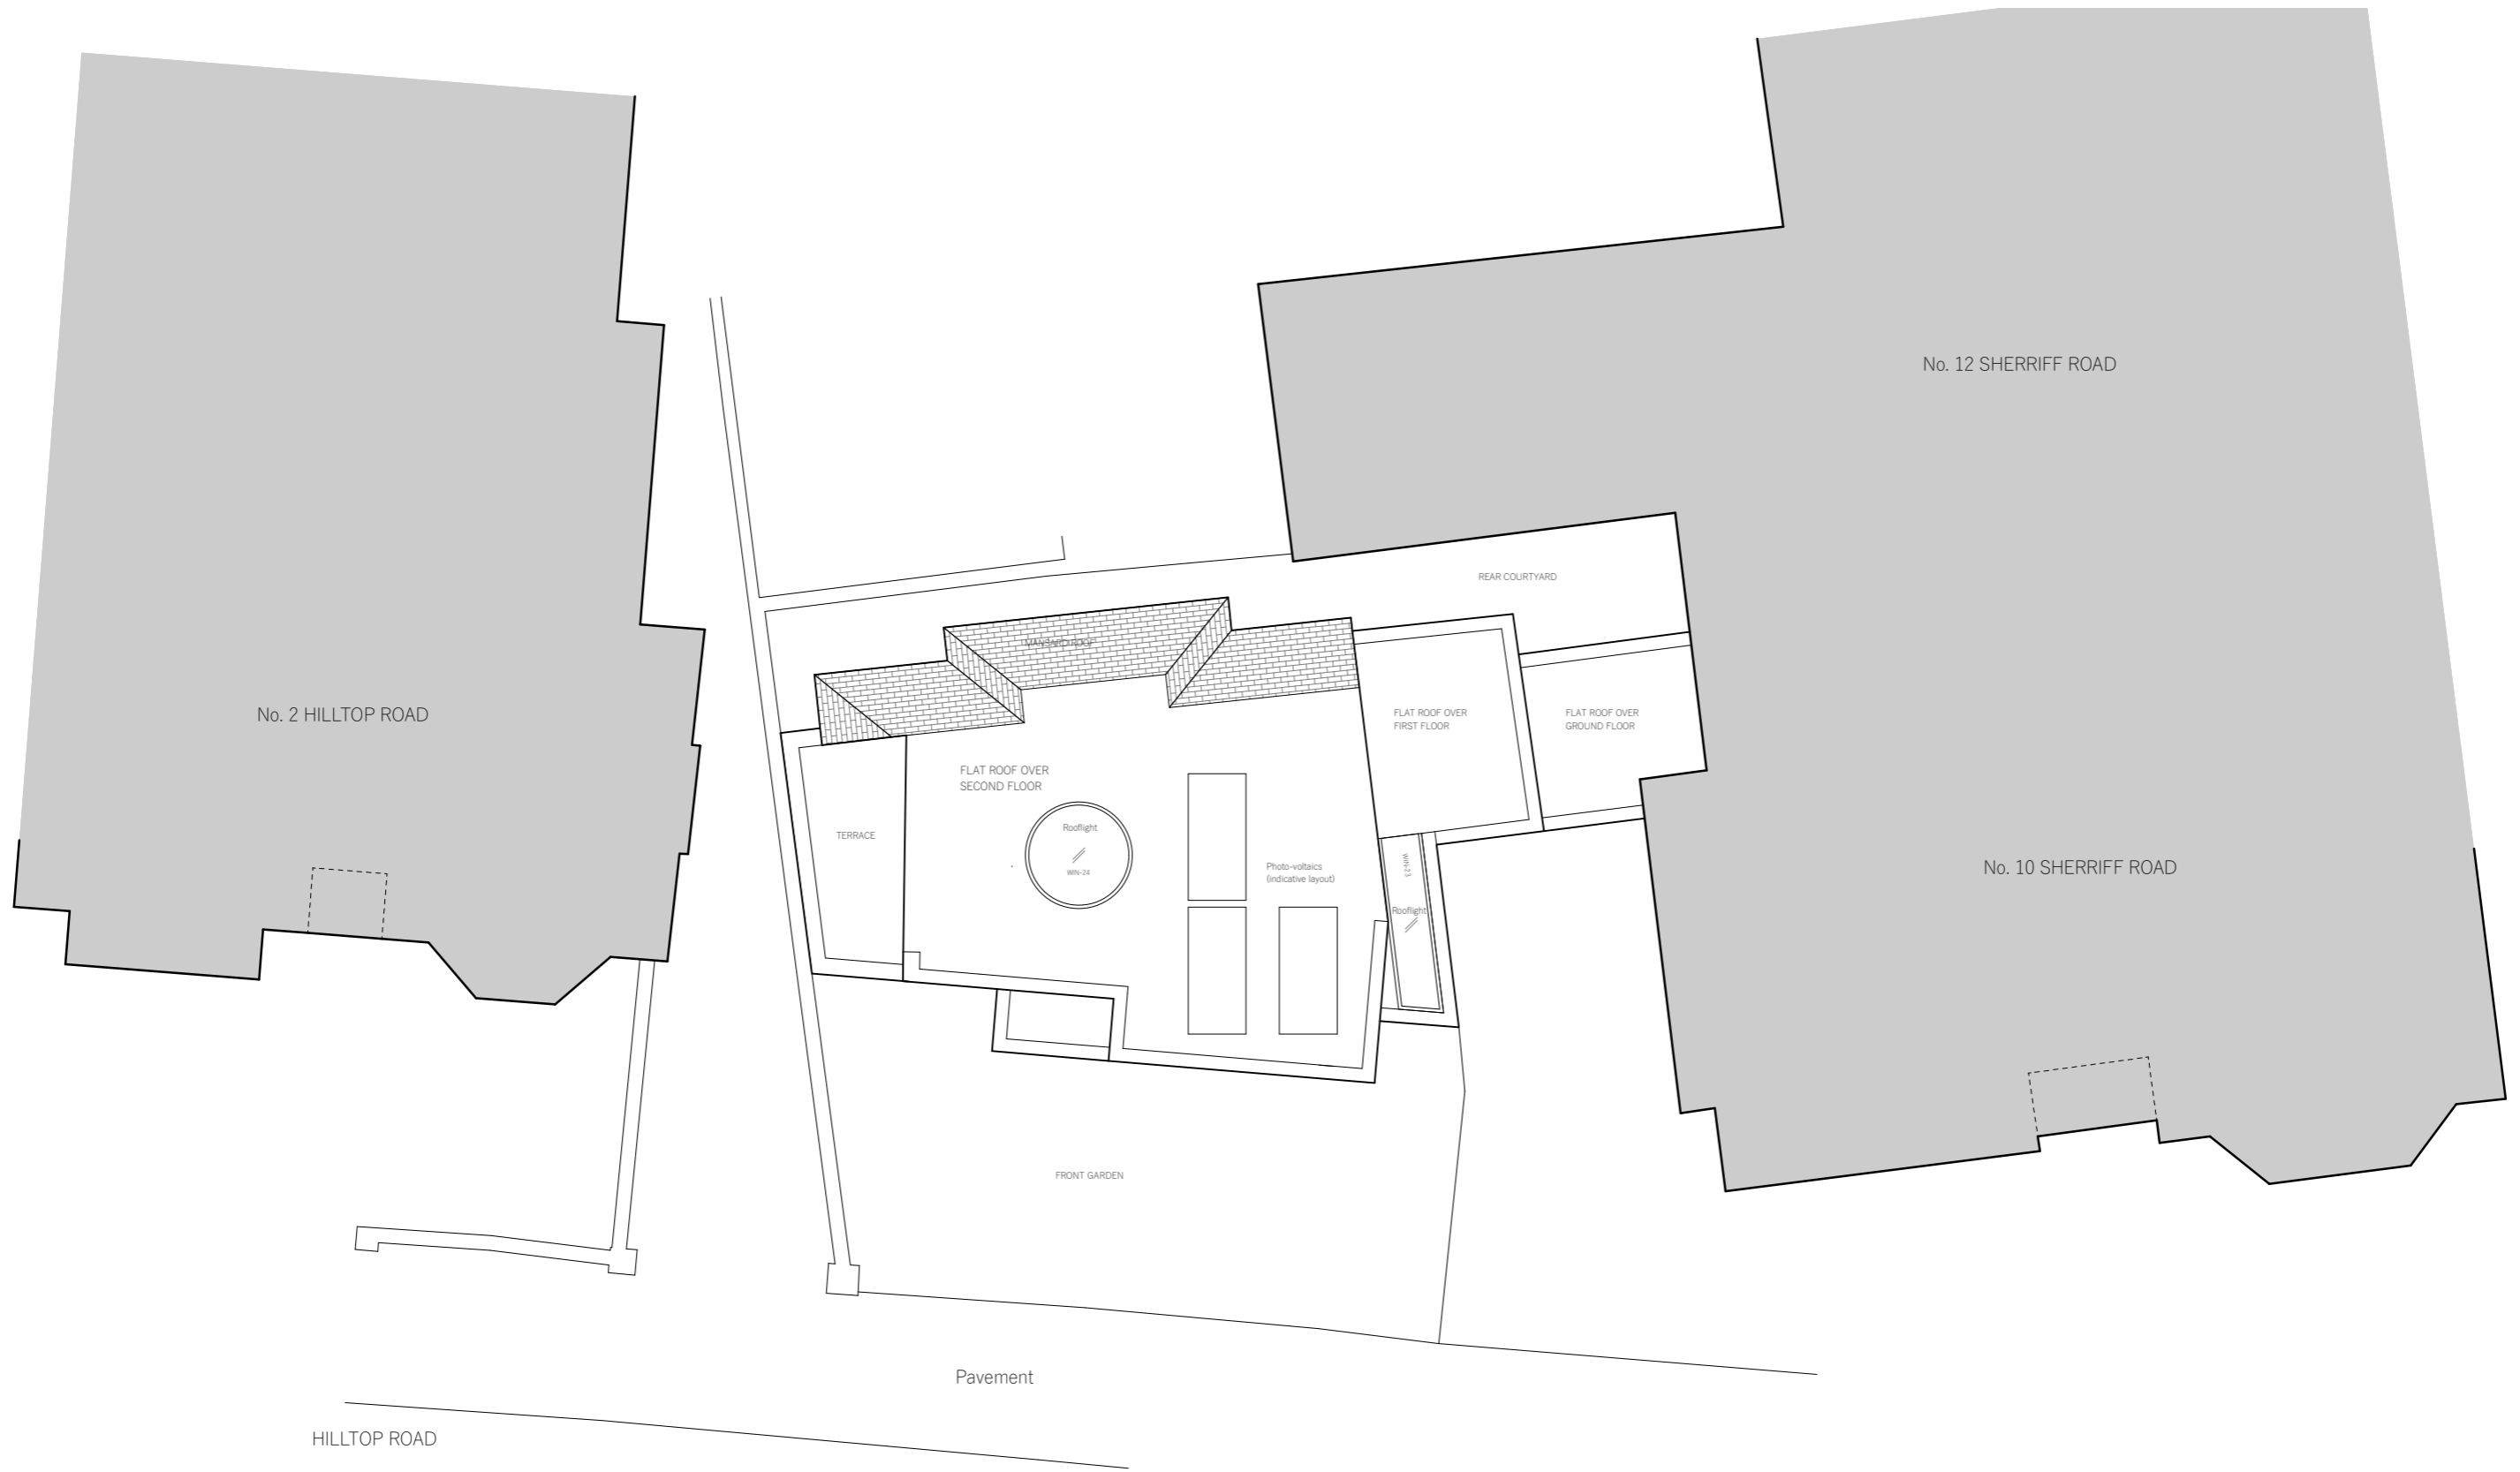 No. 12 SHERRIFF ROAD
REAR COURTYARD
MANSARD ROOF
No. 2 HILLTOP ROAD
FLAT ROOF OVER
FIRST FLOOR
FLAT ROOF OVER
GROUND FLOOR
FLAT ROOF OVER
SECOND FLOOR
TERRACE
Rooflight
WIN-24
Photo-voltaics
(indicative layout)
WIN-23
Rooflight
No. 10 SHERRIFF ROAD
FRONT GARDEN
Pavement
HILLTOP ROAD